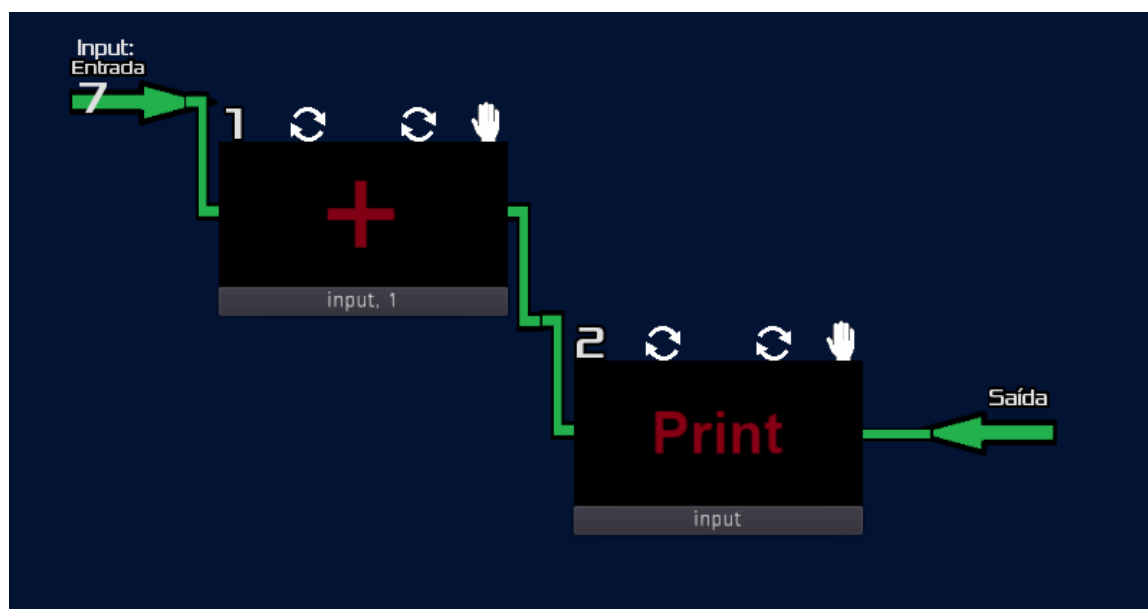 Input:
Entrada
7
1
+
input, 1
2
Print
input
Saída